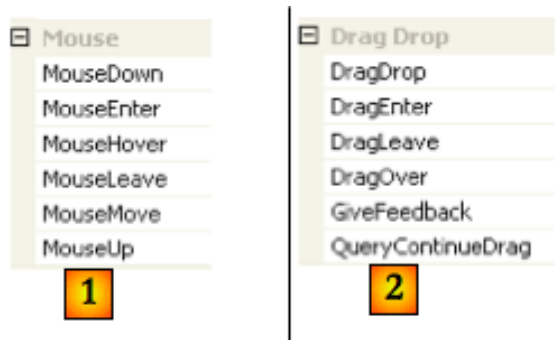 Mouse
MouseDown
MouseEnter
MouseHover
MouseLeave
MouseMove
MouseUp
1
Drag Drop
DragDrop
DragEnter
DragLeave
DragOver
GiveFeedback
QueryContinueDrag
2